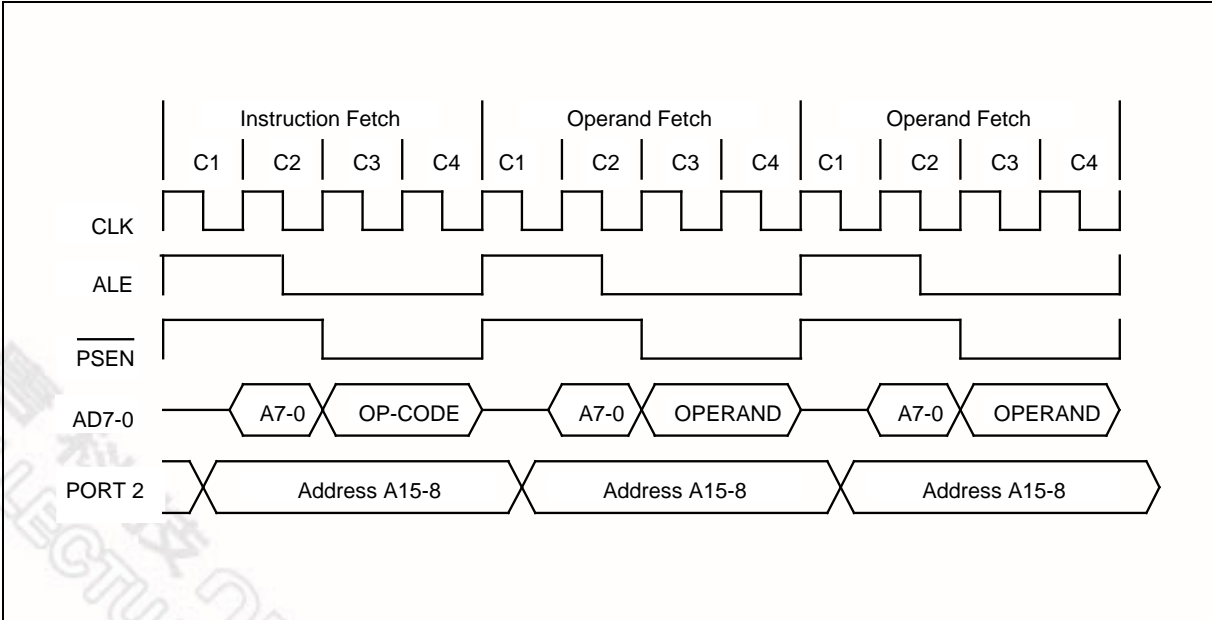 Instruction Fetch Operand Fetch Operand Fetch
C1 C2 C3 C4 C1 C2 C3 C4 C1 C2 C3 C4
CLK
ALE
PSEN
AD7-0 A7-0 OP-CODE A7-0 OPERAND A7-0 OPERAND
PORT 2 Address A15-8 Address A15-8 Address A15-8